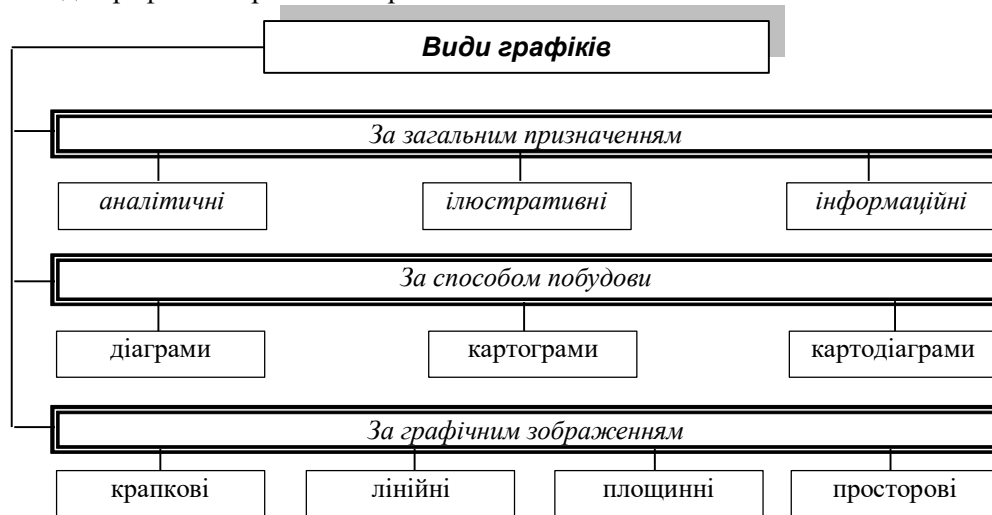 Види графіків
За загальним призначенням
аналітичні ілюстративні інформаційні
За способом побудови
діаграми картограми картодіаграми
За графічним зображенням
крапкові лінійні площинні просторові